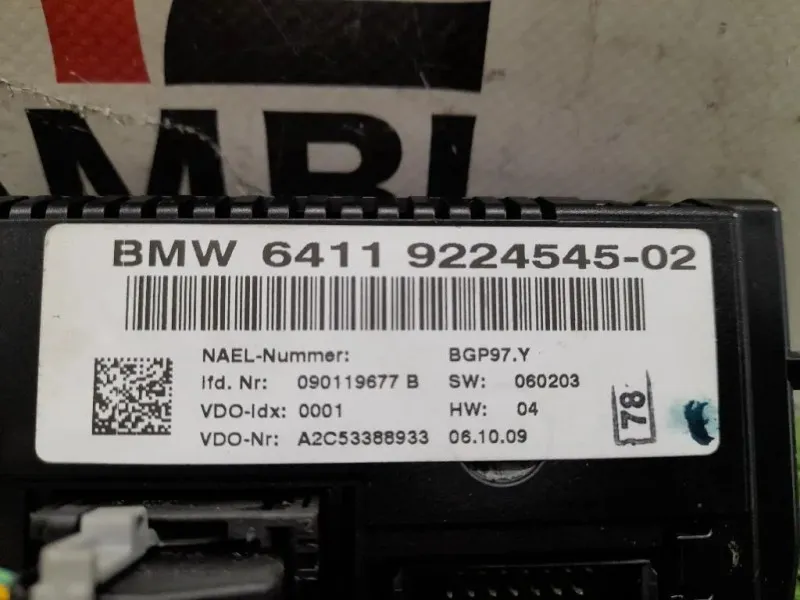 AMBI
BMW 6411 9224545-02
NAEL-Nummer: BGP97.Y
lfd. Nr: 090119677 B SW: 060203
VDO-Idx: 0001 HW: 04
VDO-Nr: A2C53388933 06.10.09
78